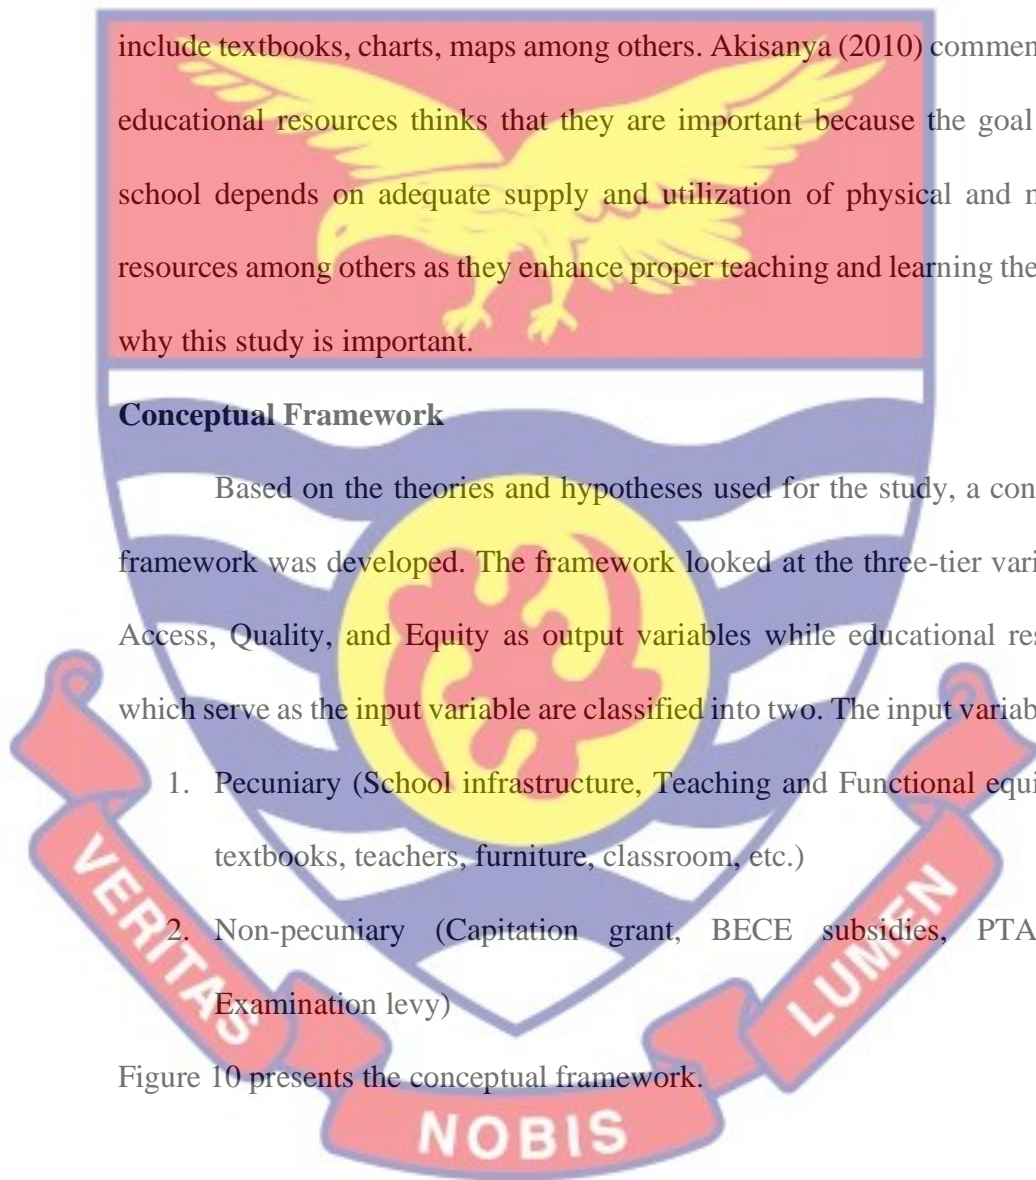 include textbooks, charts, maps among others. Akisanya (2010) commen
educational resources thinks that they are important because the goal
school depends on adequate supply and utilization of physical and
resources among others as they enhance proper teaching and learning the
why this study is important.
Conceptual Framework
Based on the theories and hypotheses used for the study, a con
framework was developed. The framework looked at the three-tier vari
Access, Quality, and Equity as output variables while educational res
which serve as the input variable are classified into two. The input variab
1. Pecuniary (School infrastructure, Teaching and Functional equi
textbooks, teachers, furniture, classroom, etc.)
2. Non-pecuniary (Capitation grant, BECE subsidies, PTA
Examination levy)
Figure 10 presents the conceptual framework.
VERITAS
NOBIS
LUMEN